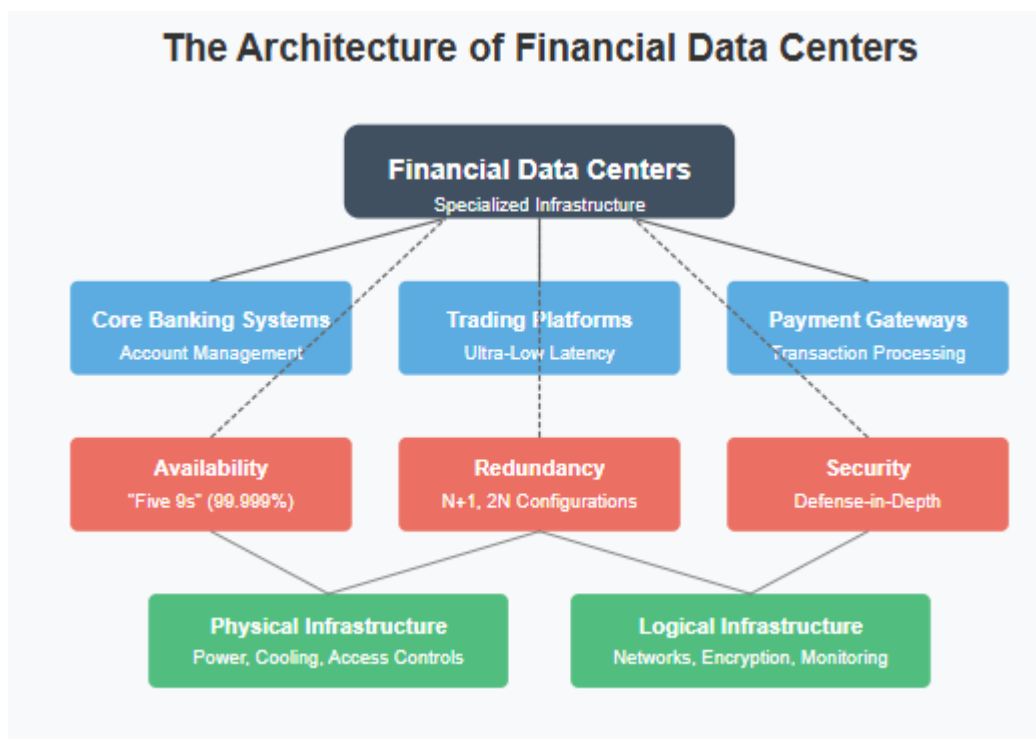 The Architecture of Financial Data Centers
Financial Data Centers
Specialized Infrastructure
Core Banking Systems
Account Management
Trading Platforms
Ultra-Low Latency
Payment Gateways
Transaction Processing
Availability
"Five 9s" (99.999%)
Redundancy
N+1, 2N Configurations
Security
Defense-in-Depth
Physical Infrastructure
Power, Cooling, Access Controls
Logical Infrastructure
Networks, Encryption, Monitoring